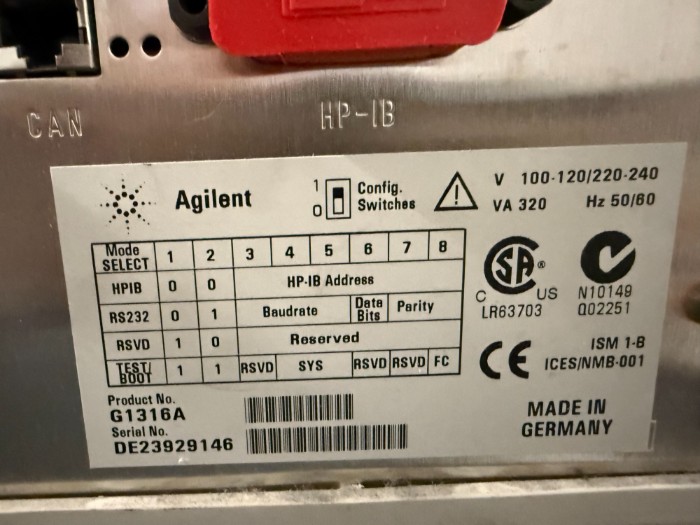 CAN
HP-IB
Agilent
1
0
Config.
Switches
V 100-120/220-240
VA 320 Hz 50/60
Mode
SELECT 1 2 3 4 5 6 7 8
HPIB 0 0 HP-IB Address
RS232 0 1 Baudrate Data
Bits Parity
RSVD 1 0 Reserved
TEST/
BOOT 1 1 RSVD SYS RSVD RSVD FC
SA ®
C US
LR63703
N10149
Q02251
CE
ISM 1-B
ICES/NMB-001
Product No.
G1316A
Serial No.
DE23929146
MADE IN
GERMANY